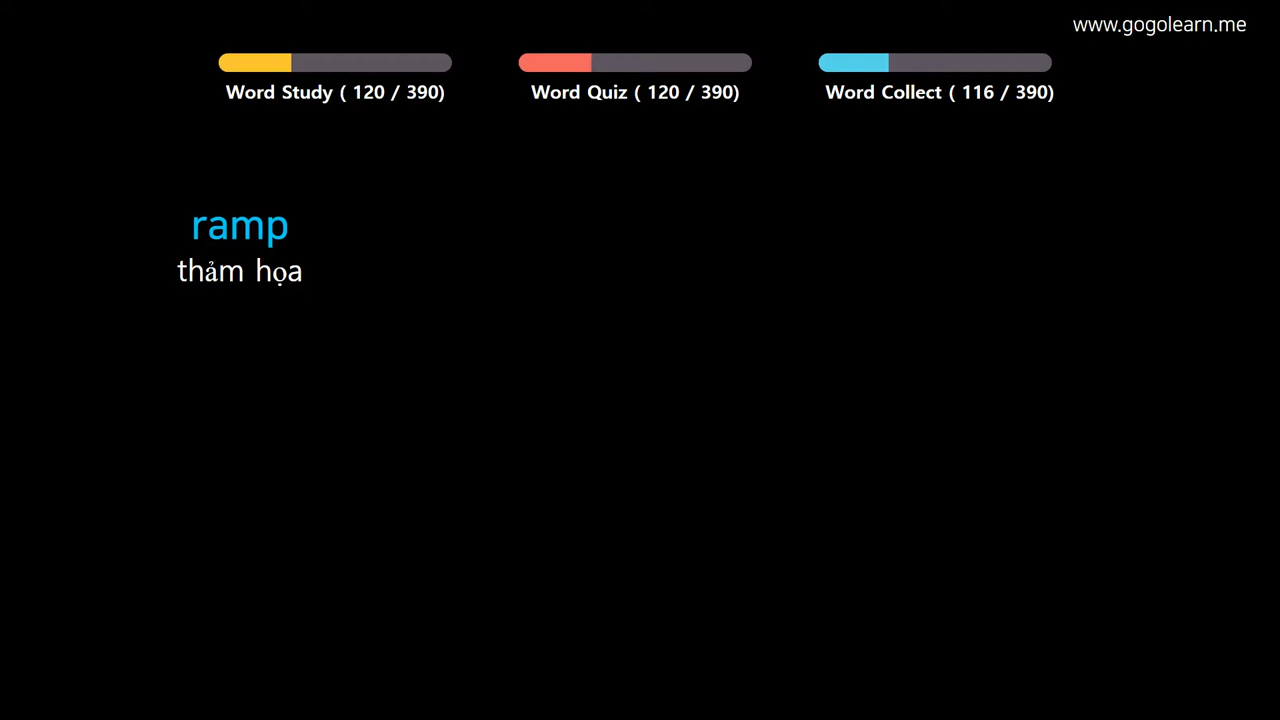 www.gogolearn.me
Word Study ( 120 / 390)
Word Quiz ( 120 / 390)
Word Collect ( 116 / 390)
ramp
thảm họa